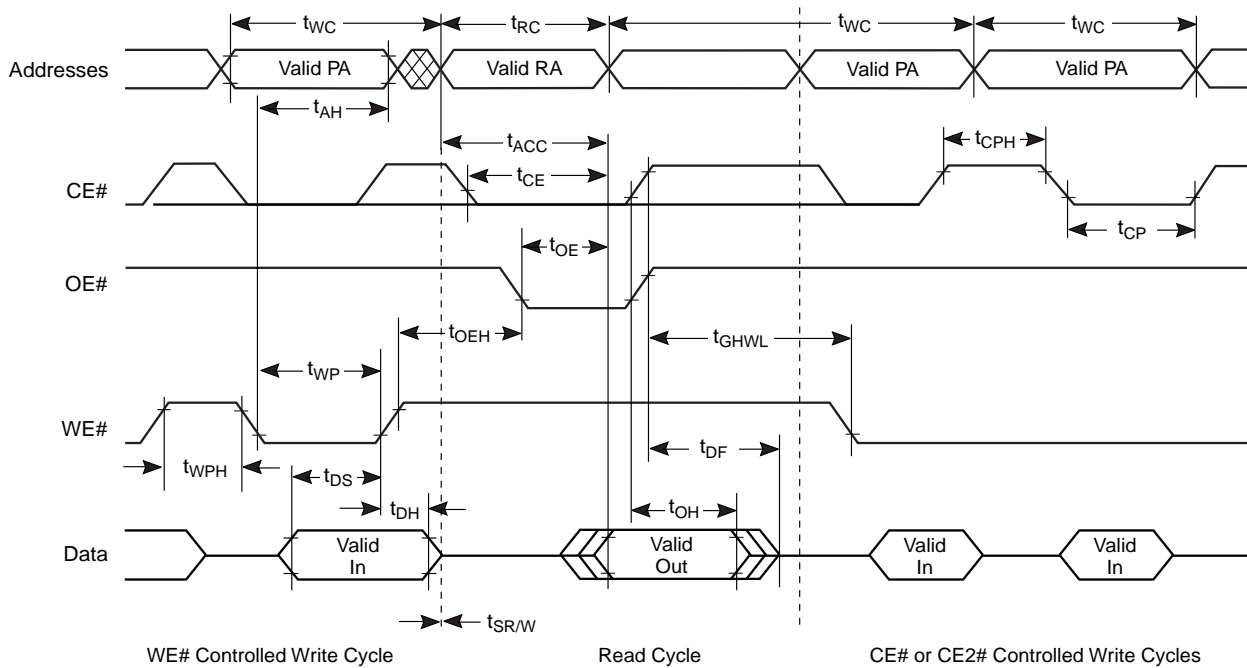 tWC tRC tWC tWC
Addresses Valid PA Valid RA Valid PA Valid PA
tAH
tACC tCPH
tCE
CE#
tCP
tOE
OE#
tOEH tGHWL
tWP
WE#
tDF
tWPH tDS
tDH tOH
Data Valid In Valid Out Valid In Valid In
tSR/W
WE# Controlled Write Cycle Read Cycle CE# or CE2# Controlled Write Cycles